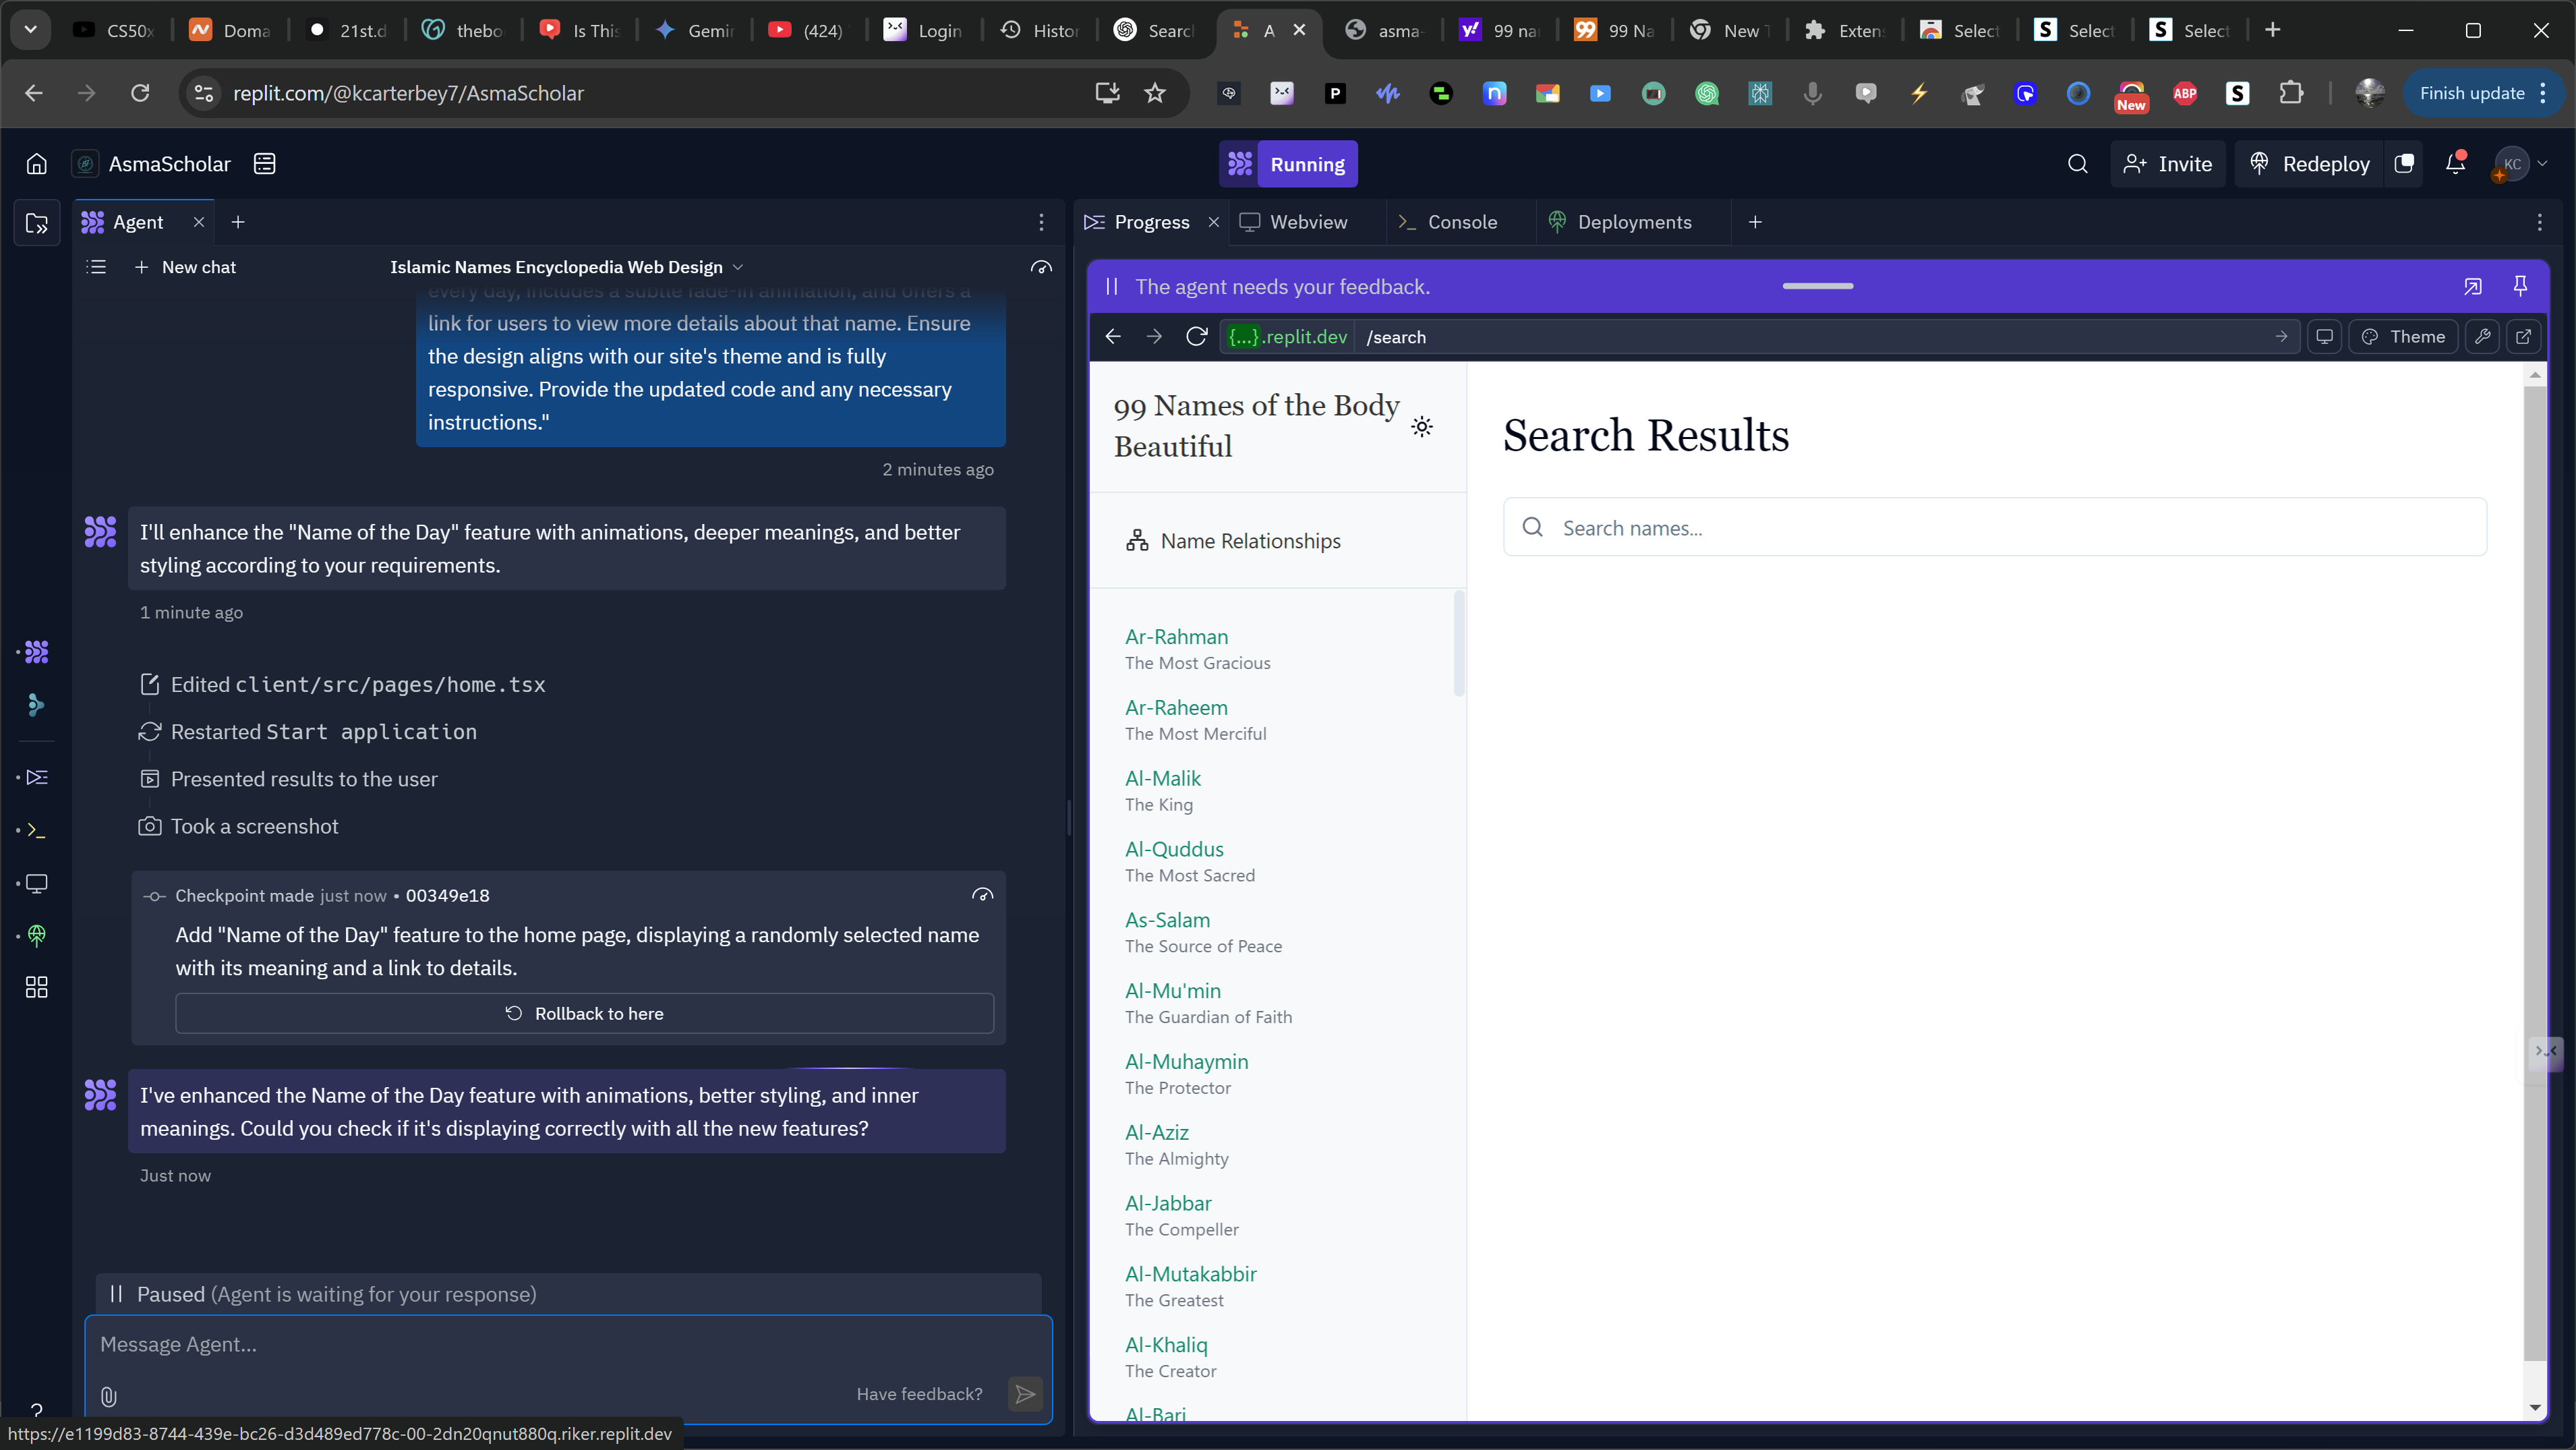 CS50x
Doma
21st.d
thebo
Is This
Gemin
(424)
Login
Histor
Search
A
asma-
99 na
99 Na
New T
Extens
Select
Select
Select
replit.com/@kcarterbey7/AsmaScholar
New
ABP
Finish update
AsmaScholar
Running
Invite
Redeploy
KC
Agent
Progress
Webview
Console
Deployments
New chat
Islamic Names Encyclopedia Web Design
every day, includes a subtle fade-in animation, and offers a
link for users to view more details about that name. Ensure
the design aligns with our site's theme and is fully
responsive. Provide the updated code and any necessary
instructions."
2 minutes ago
I'll enhance the "Name of the Day" feature with animations, deeper meanings, and better
styling according to your requirements.
1 minute ago
Edited client/src/pages/home.tsx
Restarted Start application
Presented results to the user
Took a screenshot
Checkpoint made just now • 00349e18
Add "Name of the Day" feature to the home page, displaying a randomly selected name
with its meaning and a link to details.
Rollback to here
I've enhanced the Name of the Day feature with animations, better styling, and inner
meanings. Could you check if it's displaying correctly with all the new features?
Just now
Paused (Agent is waiting for your response)
Message Agent...
Have feedback?
https://e1199d83-8744-439e-bc26-d3d489ed778c-00-2dn20qnut880q.riker.replit.dev
The agent needs your feedback.
{...}.replit.dev /search
Theme
99 Names of the Body
Beautiful
Name Relationships
Ar-Rahman
The Most Gracious
Ar-Raheem
The Most Merciful
Al-Malik
The King
Al-Quddus
The Most Sacred
As-Salam
The Source of Peace
Al-Mu'min
The Guardian of Faith
Al-Muhaymin
The Protector
Al-Aziz
The Almighty
Al-Jabbar
The Compeller
Al-Mutakabbir
The Greatest
Al-Khaliq
The Creator
Al-Bari
Search Results
Search names...